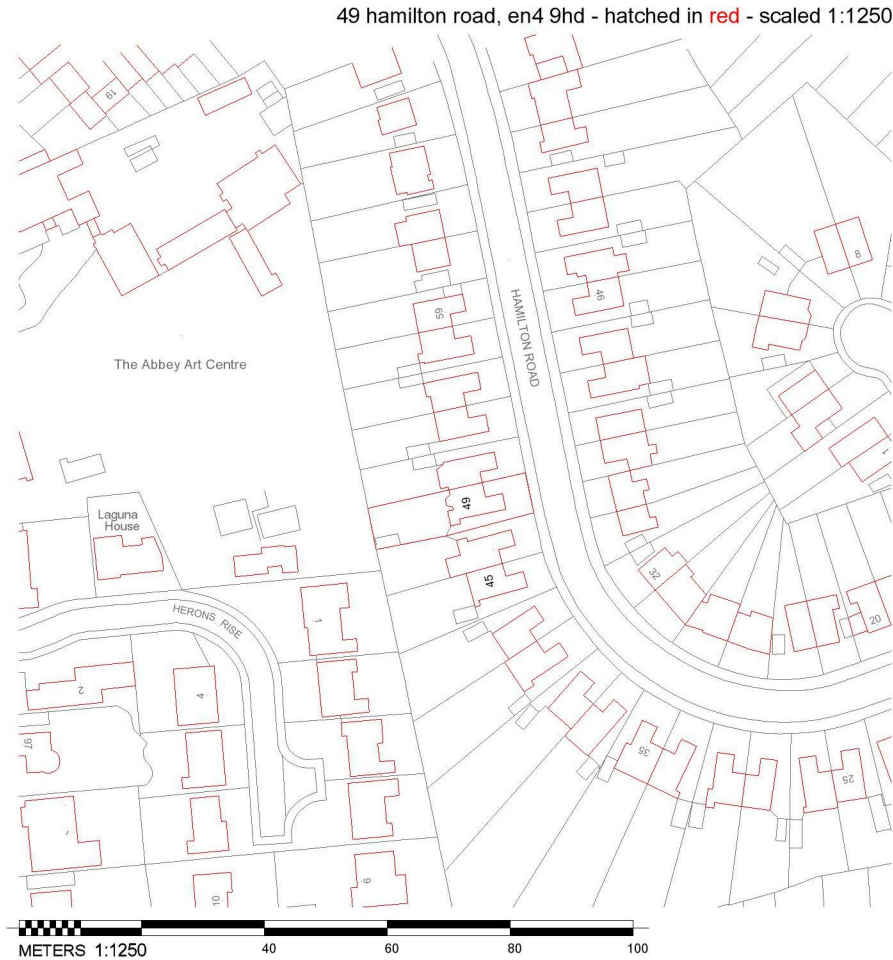 49 hamilton road, en4 9hd - hatched in red - scaled 1:1250
19
8
46
59
HAMILTON ROAD
The Abbey Art Centre
49
Laguna
House
45
32
20
HERONS RISE
1
2
4
97
35
25
9
10
METERS 1:1250
40
60
80
100